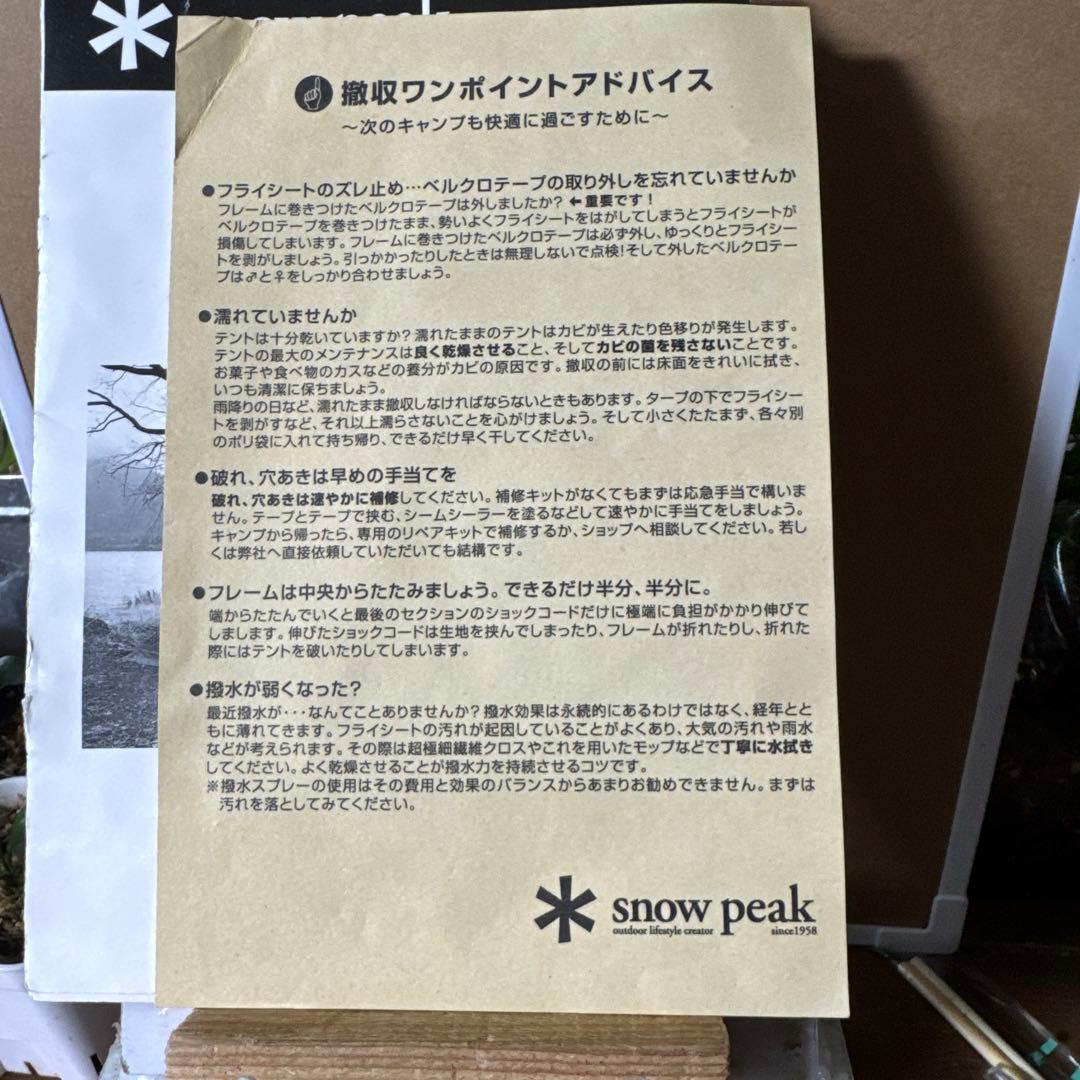 撤収ワンポイントアドバイス
～次のキャンプも快適に過ごすために～
●フライシートのズレ止め…ベルクロテープの取り外しを忘れていませんか
フレームに巻きつけたベルクロテープは外しましたか？←重要です！
ベルクロテープを巻きつけたまま、勢いよくフライシートをはがしてしまうとフライシートが
損傷してしまいます。フレームに巻きつけたベルクロテープは必ず外し、ゆっくりとフライシー
トを剥がしましょう。引っかかったりしたときは無理しないで点検！そして外したベルクロテー
プは♂と♀をしっかり合わせましょう。
●濡れていませんか
テントは十分乾いていますか？濡れたままのテントはカビが生えたり色移りが発生します。
テントの最大のメンテナンスは良く乾燥させること、そしてカビの菌を残さないことです。
お菓子や食べ物のカスなどの養分がカビの原因です。撤収の前には床面をきれいに拭き、
いつも清潔に保ちましょう。
雨降りの日など、濡れたまま撤収しなければならないときもあります。タープの下でフライシー
トを剥がすなど、それ以上濡らさないことを心がけましょう。そして小さくたたまず、各々別
のポリ袋に入れて持ち帰り、できるだけ早く干してください。
●破れ、穴あきは早めの手当てを
破れ、穴あきは速やかに補修してください。補修キットがなくてもまずは応急手当で構いま
せん。テープとテープで挟む、シームシーラーを塗るなどして速やかに手当てをしましょう。
キャンプから帰ったら、専用のリペアキットで補修するか、ショップへ相談してください。若し
くは弊社へ直接依頼していただいても結構です。
●フレームは中央からたたみましょう。できるだけ半分、半分に。
端からたたんでいくと最後のセクションのショックコードだけに極端に負担がかかり伸びて
しまします。伸びたショックコードは生地を挟んでしまったり、フレームが折れたりし、折れた
際にはテントを破いたりしてしまいます。
●撥水が弱くなった？
最近撥水が・・・なんてことありませんか？撥水効果は永続的にあるわけではなく、経年とと
もに薄れてきます。フライシートの汚れが起因していることがよくあり、大気の汚れや雨水
などが考えられます。その際は超極細繊維クロスやこれを用いたモップなどで丁寧に水拭き
してください。よく乾燥させることが撥水力を持続させるコツです。
※撥水スプレーの使用はその費用と効果のバランスからあまりお勧めできません。まずは
汚れを落としてみてください。
snow peak
outdoor lifestyle creator since1958